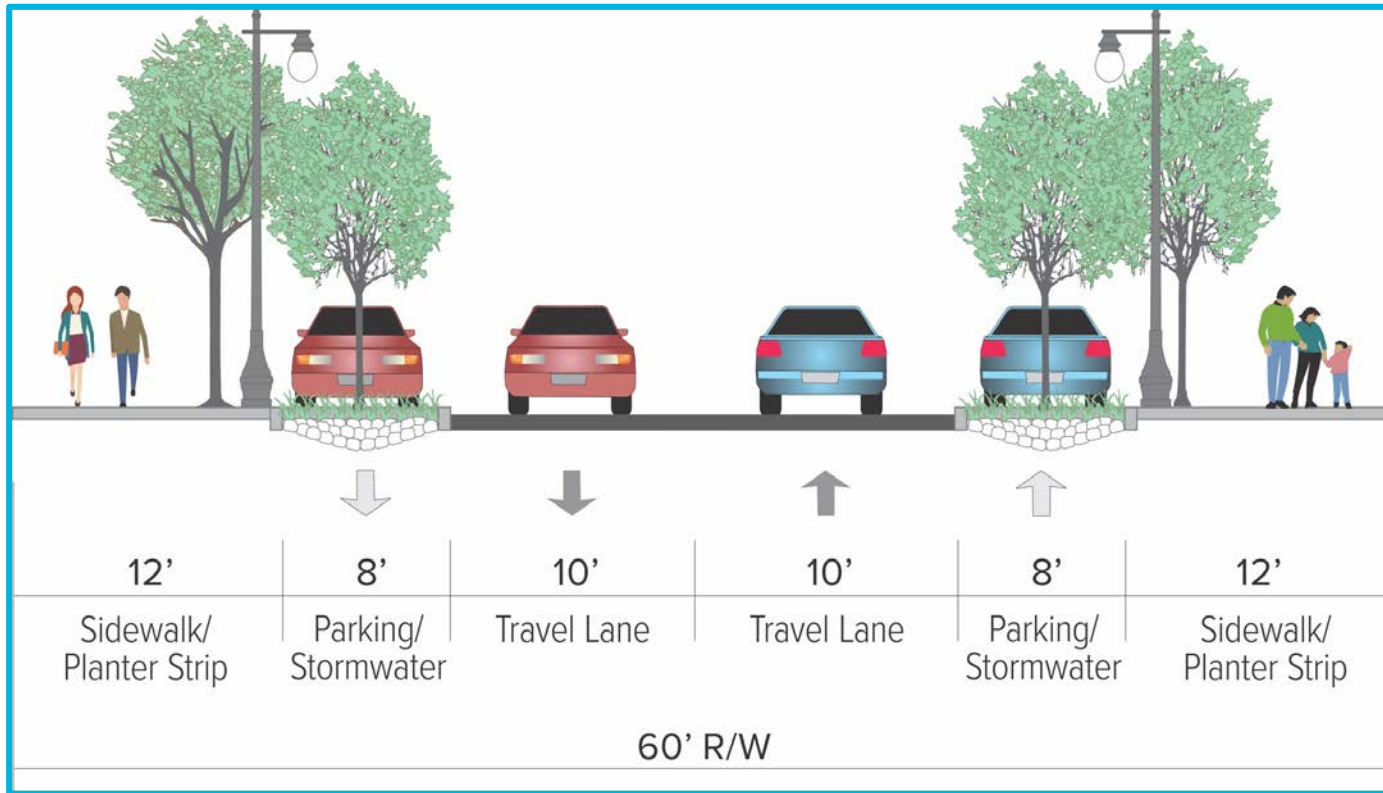 12’ 8’ 10’ 10’ 8’ 12’
Sidewalk/ Parking/ Travel Lane Travel Lane Parking/ Sidewalk/
Planter Strip Stormwater Stormwater Planter Strip
60’ R/W